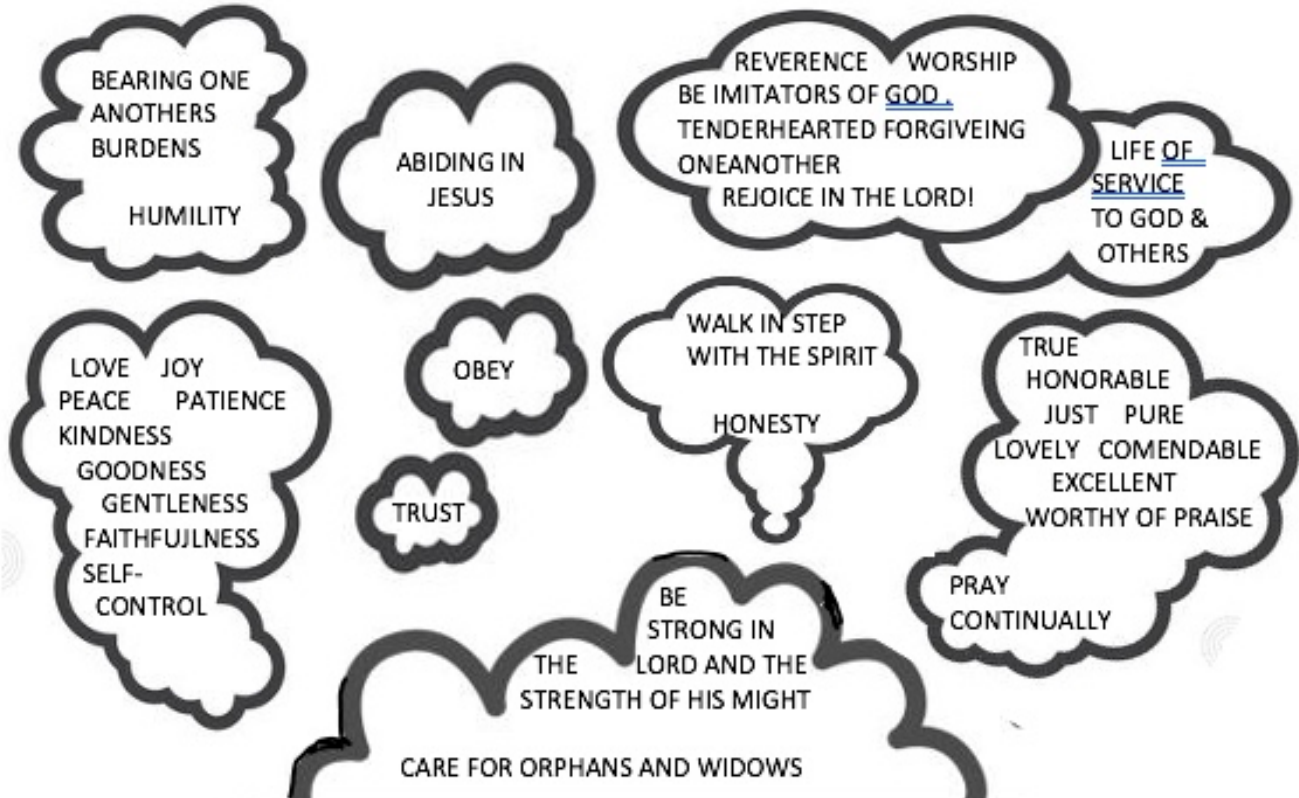 BEARING ONE
ANOTHERS
BURDENS
HUMILITY
ABIDING IN
JESUS
REVERENCE WORSHIP
BE IMITATORS OF GOD .
TENDERHEARTED FORGIVEING
ONEANOTHER
REJOICE IN THE LORD!
LIFE OF
SERVICE
TO GOD &
OTHERS
LOVE JOY
PEACE PATIENCE
KINDNESS
GOODNESS
GENTLENESS
FAITHFUJLNESS
SELF-
CONTROL
OBEY
TRUST
WALK IN STEP
WITH THE SPIRIT
HONESTY
TRUE
HONORABLE
JUST PURE
LOVELY COMENDABLE
EXCELLENT
WORTHY OF PRAISE
PRAY
CONTINUALLY
BE
STRONG IN
THE LORD AND THE
STRENGTH OF HIS MIGHT
CARE FOR ORPHANS AND WIDOWS